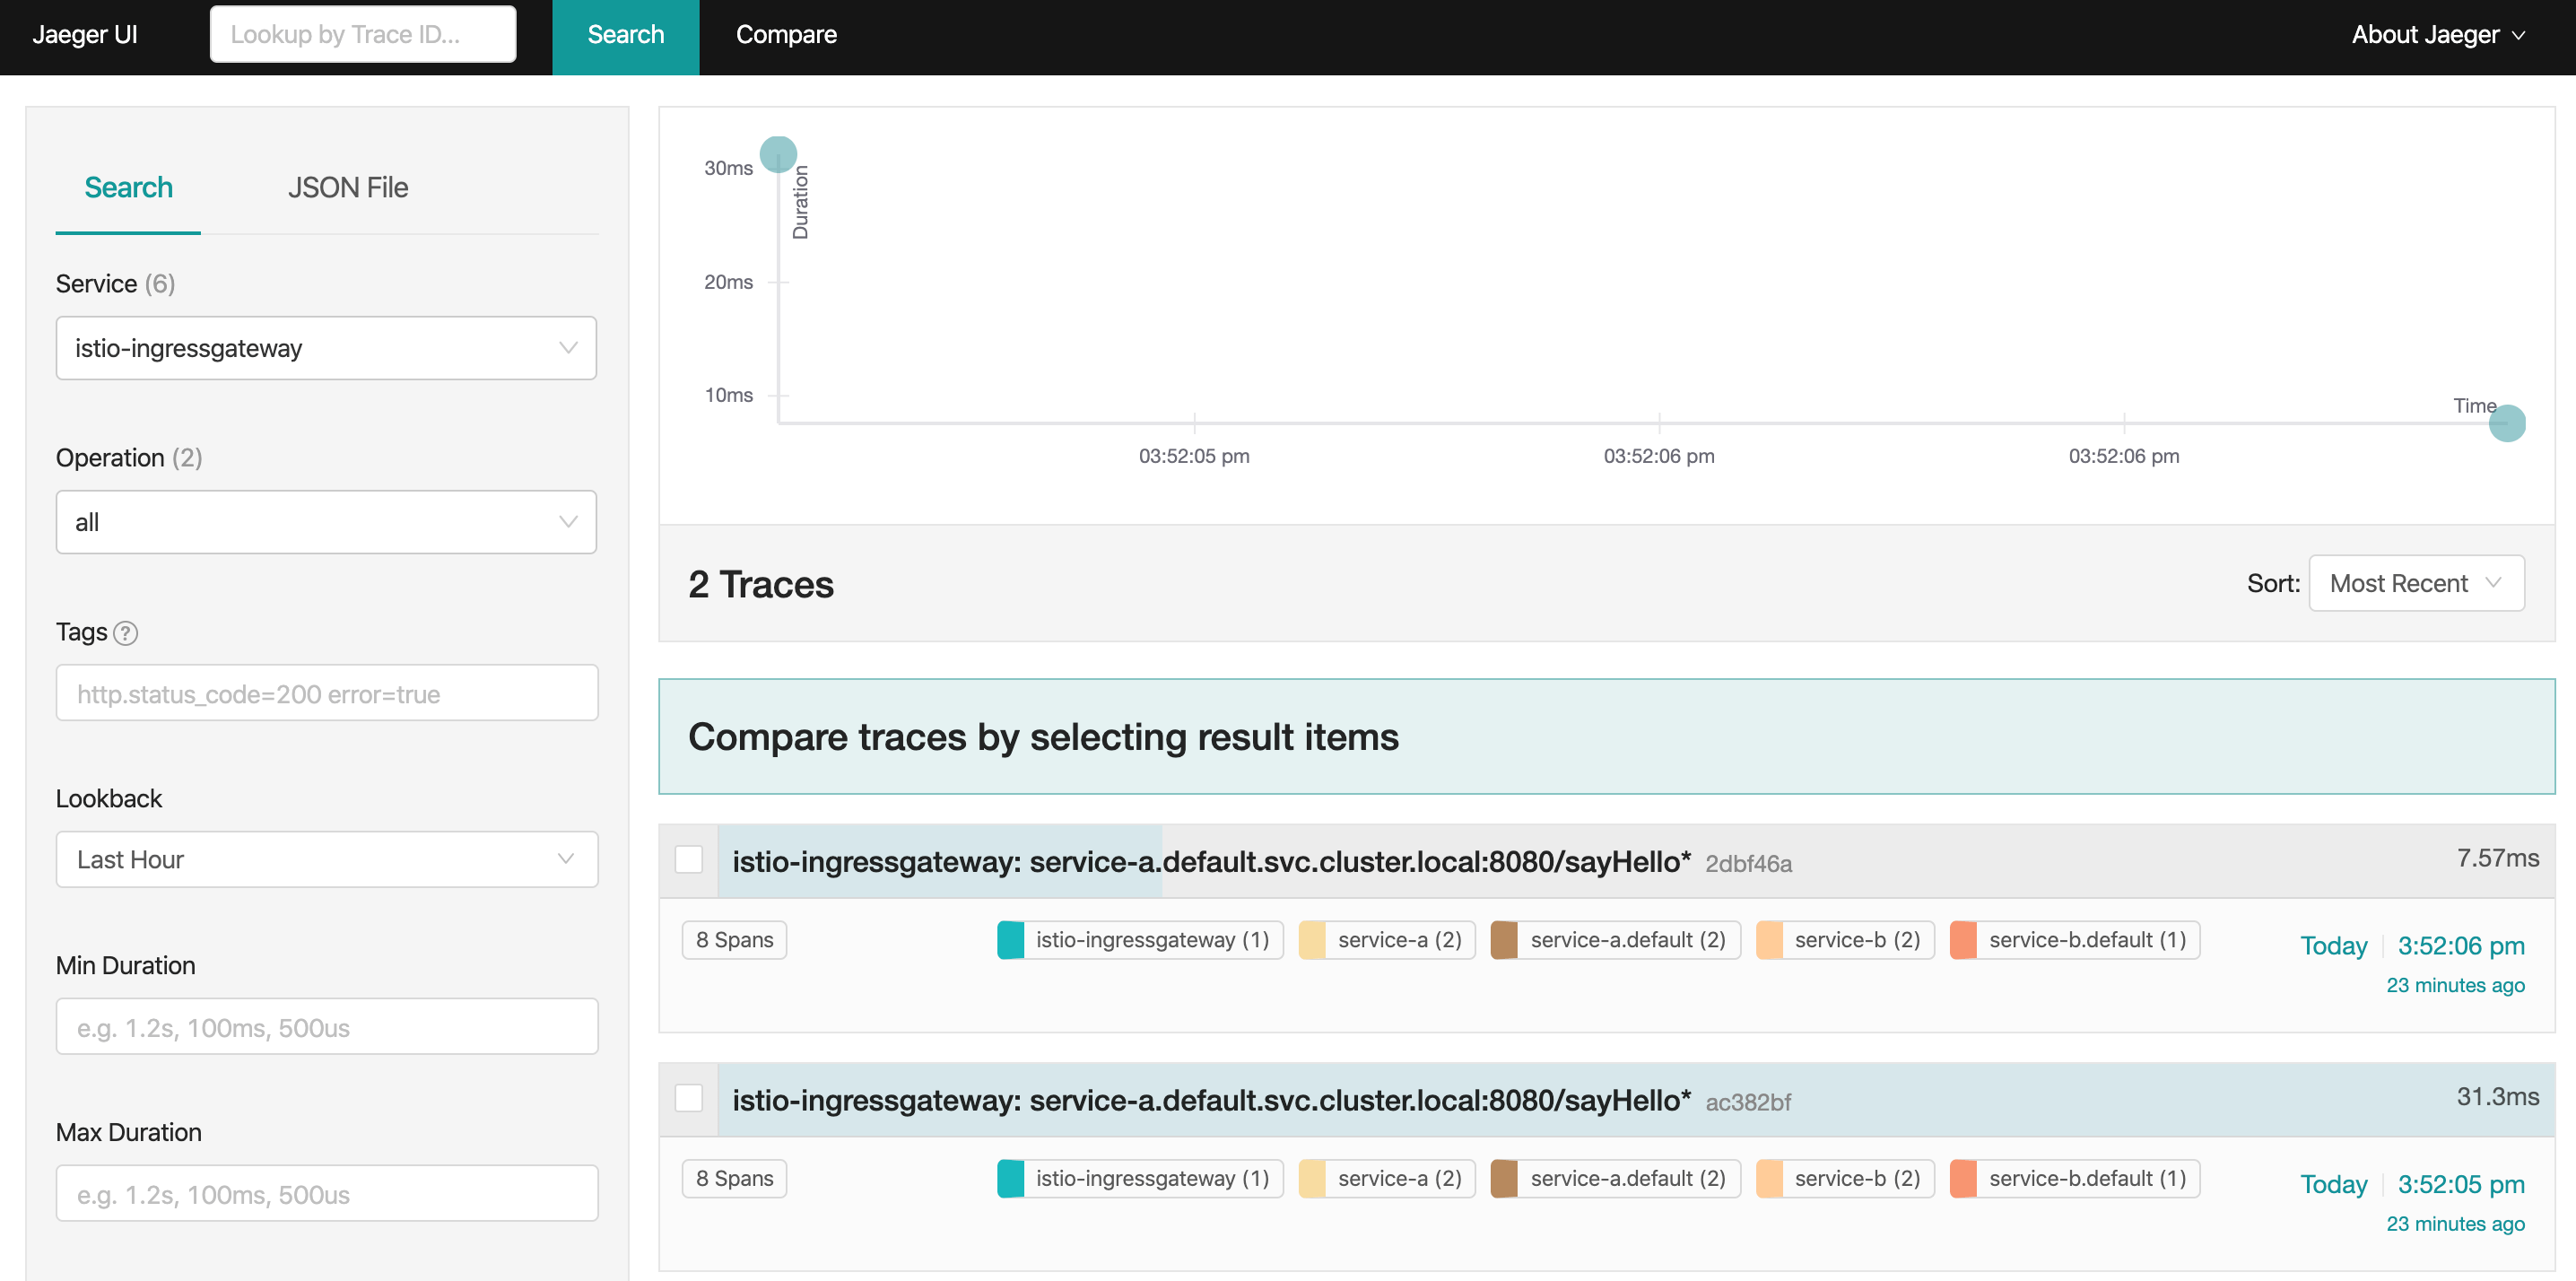 Jaeger UI
Lookup by Trace ID...
Search
Compare
About Jaeger
Search
JSON File
Service (6)
istio-ingressgateway
Operation (2)
all
Tags ?
http.status_code=200 error=true
Lookback
Last Hour
Min Duration
e.g. 1.2s, 100ms, 500us
Max Duration
e.g. 1.2s, 100ms, 500us
30ms
20ms
10ms
Duration
Time
03:52:05 pm
03:52:06 pm
03:52:06 pm
2 Traces
Sort: Most Recent
Compare traces by selecting result items
istio-ingressgateway: service-a.default.svc.cluster.local:8080/sayHello* 2dbf46a
7.57ms
8 Spans
istio-ingressgateway (1)
service-a (2)
service-a.default (2)
service-b (2)
service-b.default (1)
Today 3:52:06 pm
23 minutes ago
istio-ingressgateway: service-a.default.svc.cluster.local:8080/sayHello* ac382bf
31.3ms
8 Spans
istio-ingressgateway (1)
service-a (2)
service-a.default (2)
service-b (2)
service-b.default (1)
Today 3:52:05 pm
23 minutes ago